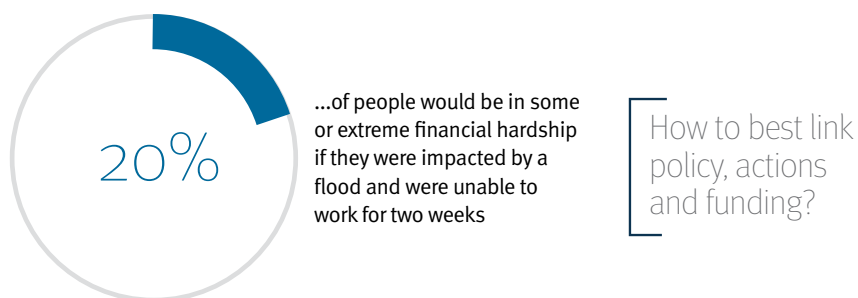 20%
...of people would be in some
or extreme financial hardship
if they were impacted by a
flood and were unable to
work for two weeks
How to best link
policy, actions
and funding?